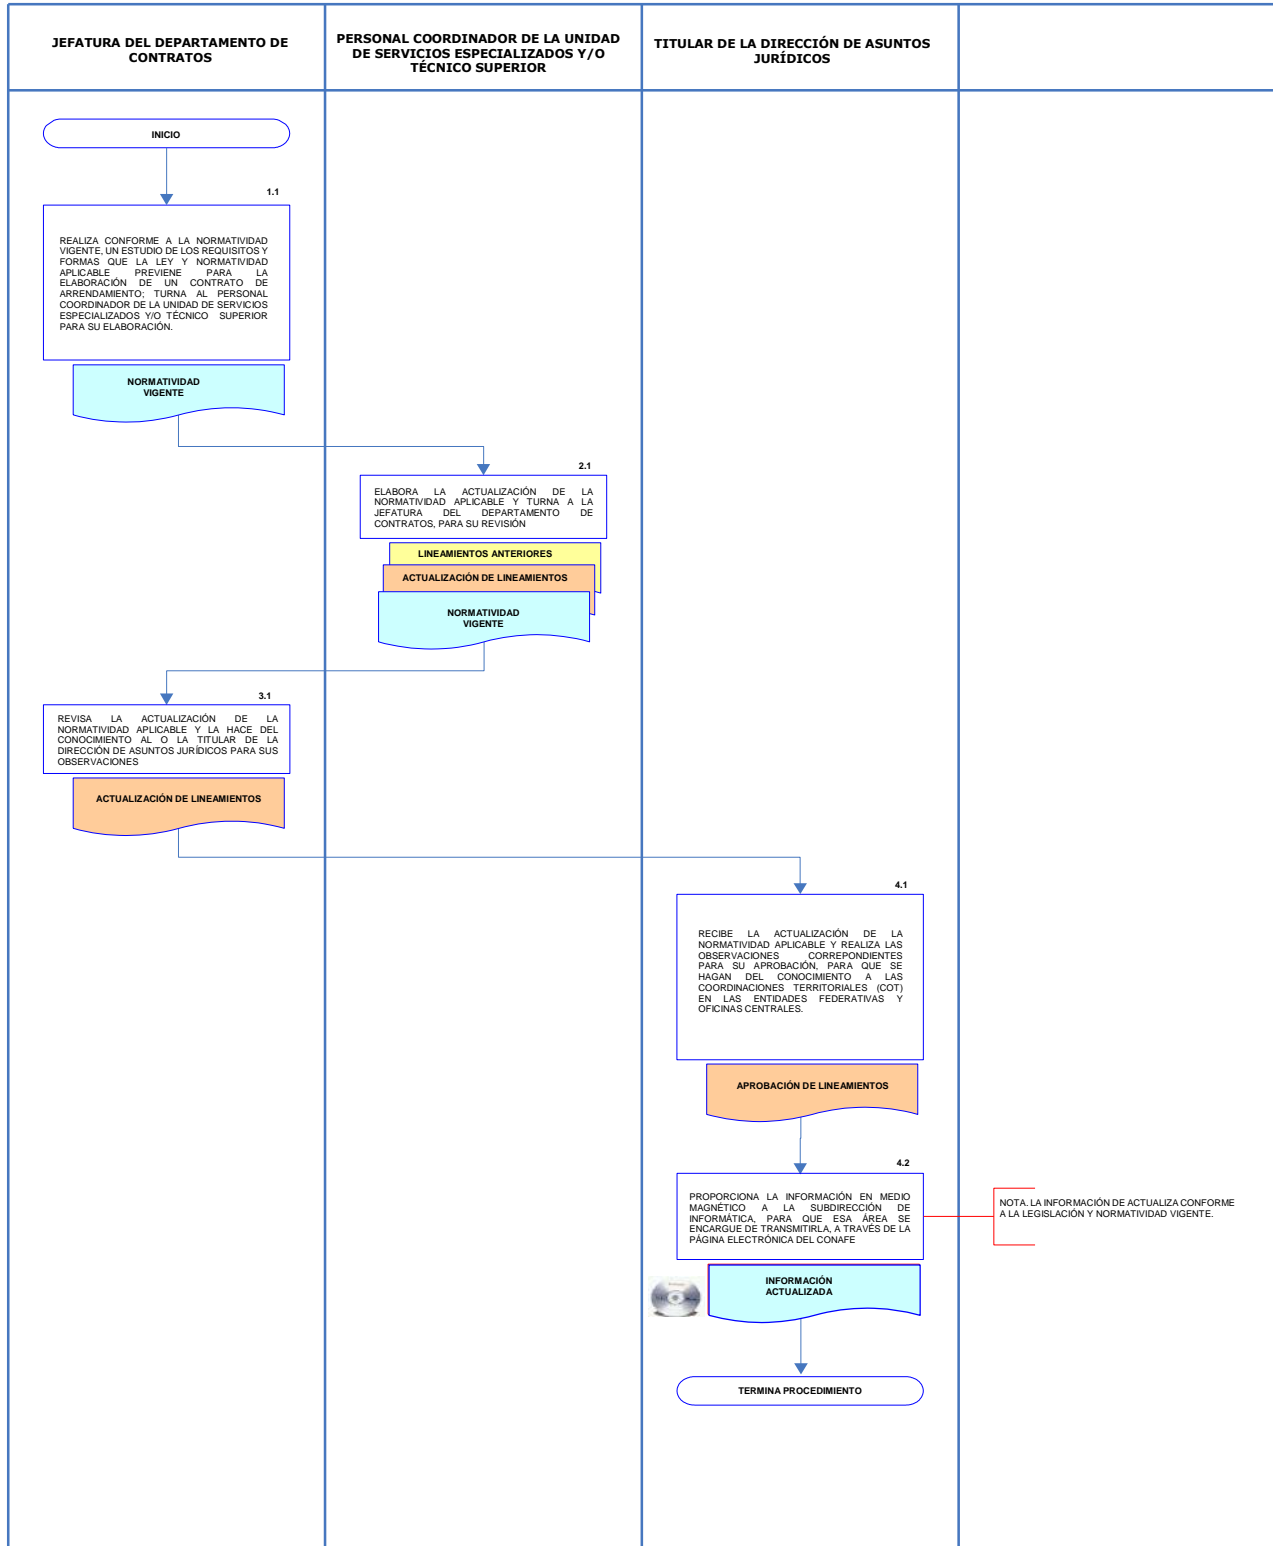 JEFATURA DEL DEPARTAMENTO DE
CONTRATOS
PERSONAL COORDINADOR DE LA UNIDAD
DE SERVICIOS ESPECIALIZADOS Y/O
TÉCNICO SUPERIOR
TITULAR DE LA DIRECCIÓN DE ASUNTOS
JURÍDICOS
INICIO
1.1
REALIZA CONFORME A LA NORMATIVIDAD
VIGENTE, UN ESTUDIO DE LOS REQUISITOS Y
FORMAS QUE LA LEY Y NORMATIVIDAD
APLICABLE PREVIENE PARA LA
ELABORACIÓN DE UN CONTRATO DE
ARRENDAMIENTO; TURNA AL PERSONAL
COORDINADOR DE LA UNIDAD DE SERVICIOS
ESPECIALIZADOS Y/O TÉCNICO SUPERIOR
PARA SU ELABORACIÓN.
NORMATIVIDAD
VIGENTE
2.1
ELABORA LA ACTUALIZACIÓN DE LA
NORMATIVIDAD APLICABLE Y TURNA A LA
JEFATURA DEL DEPARTAMENTO DE
CONTRATOS, PARA SU REVISIÓN
LINEAMIENTOS ANTERIORES
ACTUALIZACIÓN DE LINEAMIENTOS
NORMATIVIDAD
VIGENTE
3.1
REVISA LA ACTUALIZACIÓN DE LA
NORMATIVIDAD APLICABLE Y LA HACE DEL
CONOCIMIENTO AL O LA TITULAR DE LA
DIRECCIÓN DE ASUNTOS JURÍDICOS PARA SUS
OBSERVACIONES
ACTUALIZACIÓN DE LINEAMIENTOS
4.1
RECIBE LA ACTUALIZACIÓN DE LA
NORMATIVIDAD APLICABLE Y REALIZA LAS
OBSERVACIONES CORREPONDIENTES
PARA SU APROBACIÓN, PARA QUE SE
HAGAN DEL CONOCIMIENTO A LAS
COORDINACIONES TERRITORIALES (COT)
EN LAS ENTIDADES FEDERATIVAS Y
OFICINAS CENTRALES.
APROBACIÓN DE LINEAMIENTOS
4.2
PROPORCIONA LA INFORMACIÓN EN MEDIO
MAGNÉTICO A LA SUBDIRECCIÓN DE
INFORMÁTICA, PARA QUE ESA ÁREA SE
ENCARGUE DE TRANSMITIRLA, A TRAVÉS DE LA
PÁGINA ELECTRÓNICA DEL CONAFE
NOTA. LA INFORMACIÓN DE ACTUALIZA CONFORME
A LA LEGISLACIÓN Y NORMATIVIDAD VIGENTE.
INFORMACIÓN
ACTUALIZADA
TERMINA PROCEDIMIENTO